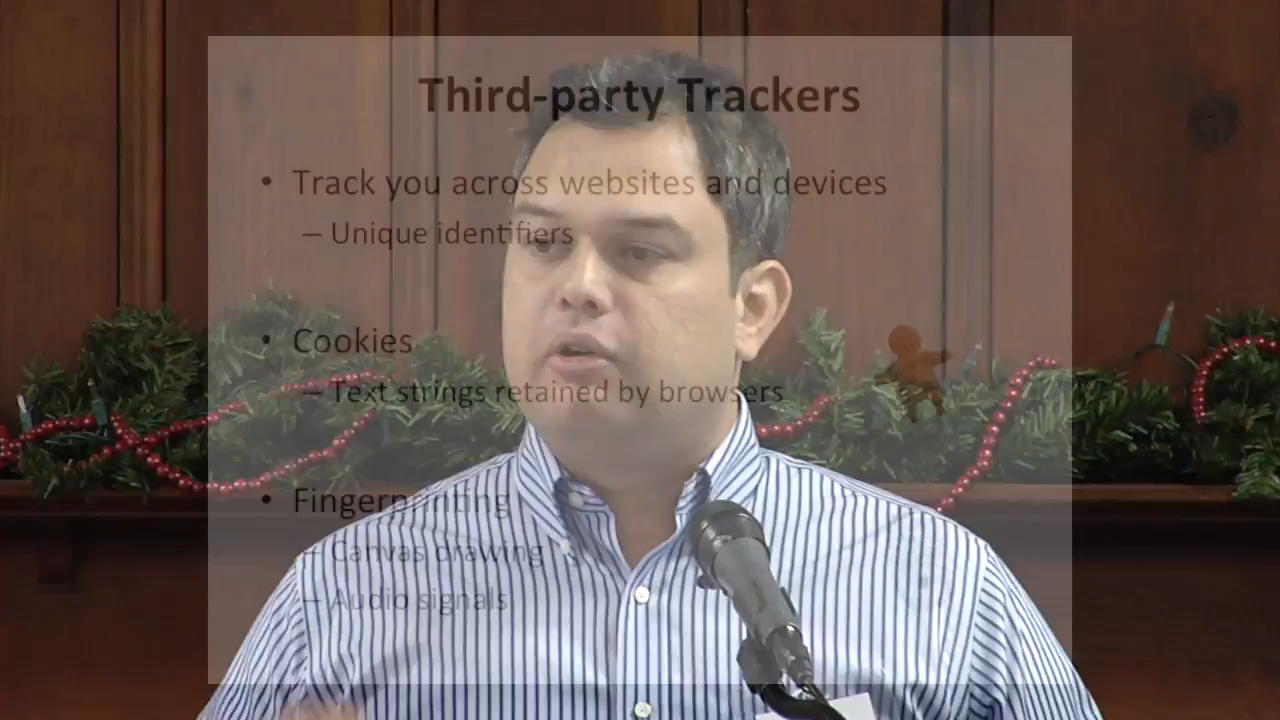 Third-party Trackers
• Track you across websites and devices
– Unique identifiers
• Cookies
– Text strings retained by browsers
• Fingerprinting
– Canvas drawing
– Audio signals